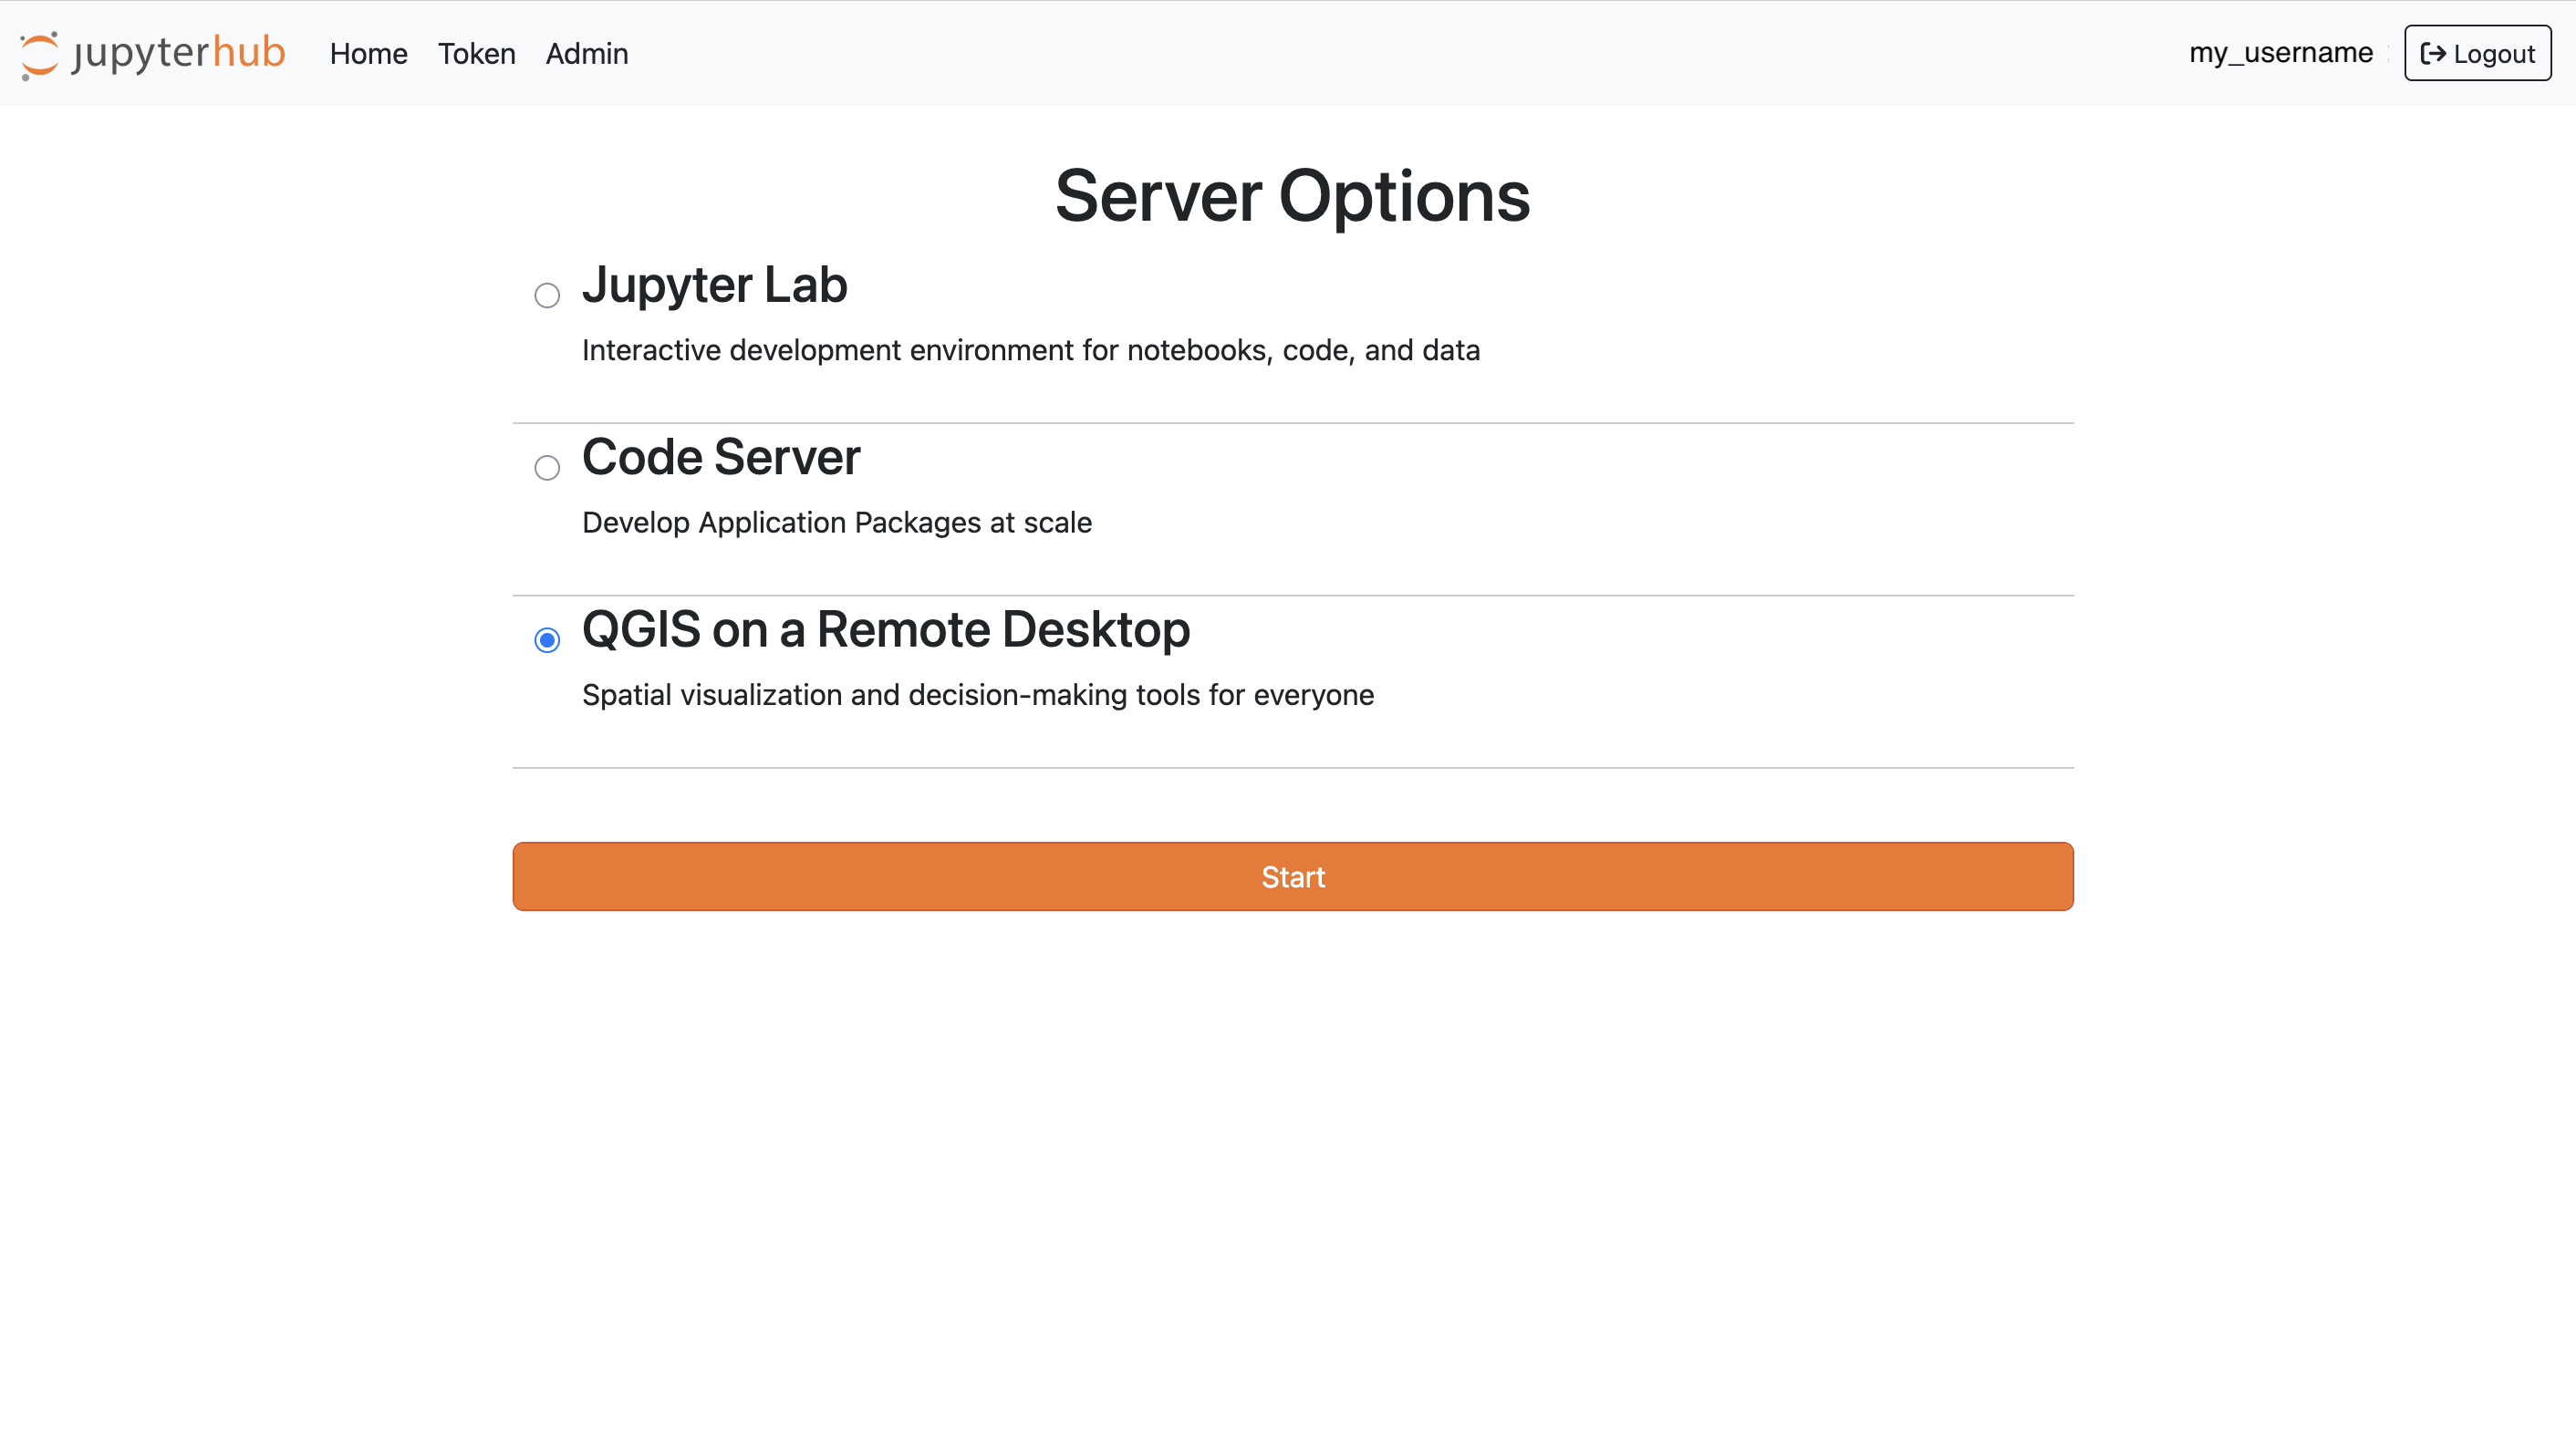 jupyterhub Home Token Admin my_username Logout
Server Options
Jupyter Lab
Interactive development environment for notebooks, code, and data
Code Server
Develop Application Packages at scale
QGIS on a Remote Desktop
Spatial visualization and decision-making tools for everyone
Start